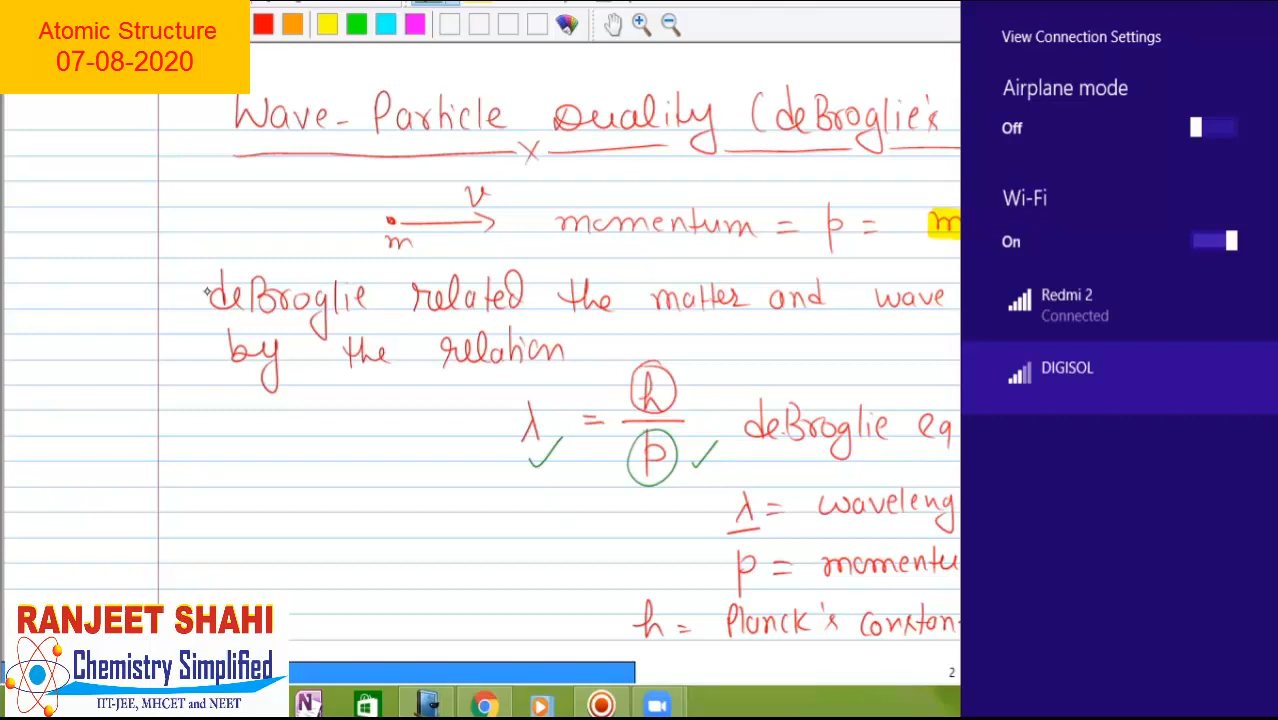 Atomic Structure
07-08-2020
Wave-Particle Duality (deBroglie's
v
m
momentum = p = m
deBroglie related the matter and wave
by the relation
λ = h
p
deBroglie eq
λ = waveleng
p = momentu
h = Planck's constan
RANJEET SHAHI
Chemistry Simplified
IIT-JEE, MHCET and NEET
2
View Connection Settings
Airplane mode
Off
Wi-Fi
On
Redmi 2
Connected
DIGISOL